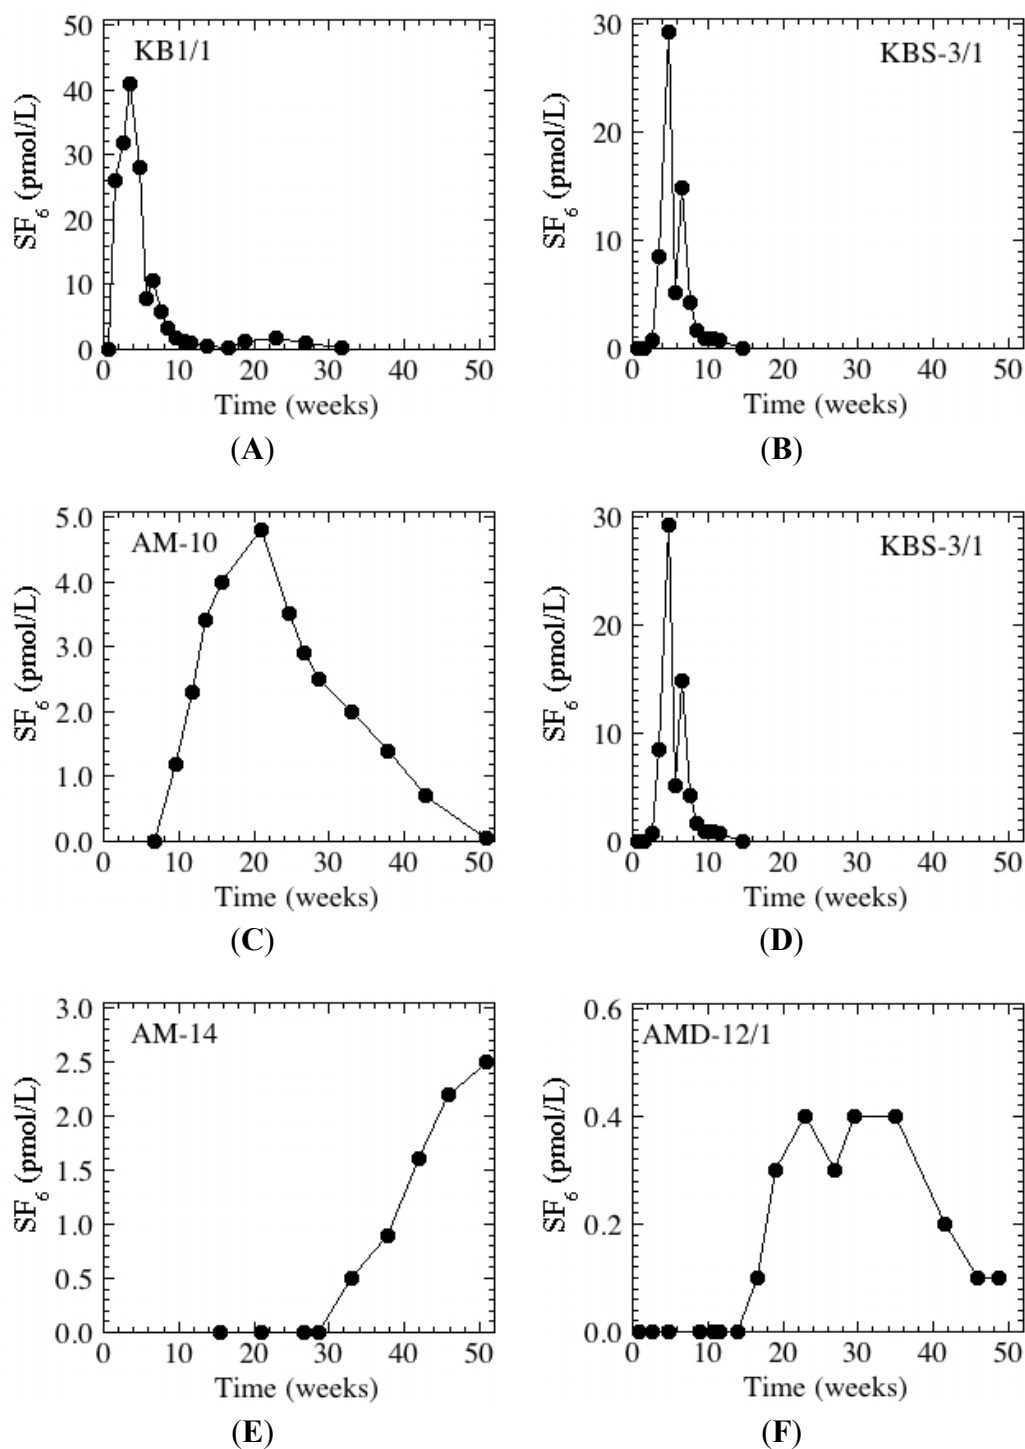 50
40
30
20
10
0
SF6 (pmol/L)
KB1/1
0 10 20 30 40 50
Time (weeks)
(A)
30
20
10
0
SF6 (pmol/L)
KBS-3/1
0 10 20 30 40 50
Time (weeks)
(B)
5.0
4.0
3.0
2.0
1.0
0.0
SF6 (pmol/L)
AM-10
0 10 20 30 40 50
Time (weeks)
(C)
30
20
10
0
SF6 (pmol/L)
KBS-3/1
0 10 20 30 40 50
Time (weeks)
(D)
3.0
2.5
2.0
1.5
1.0
0.5
0.0
SF6 (pmol/L)
AM-14
0 10 20 30 40 50
Time (weeks)
(E)
0.6
0.4
0.2
0.0
SF6 (pmol/L)
AMD-12/1
0 10 20 30 40 50
Time (weeks)
(F)